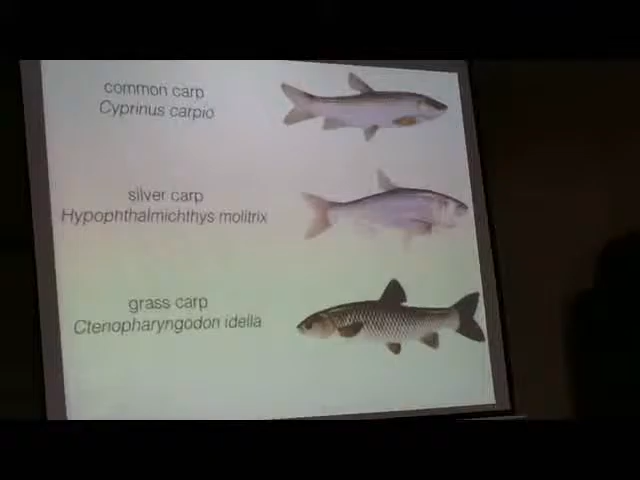 common carp
Cyprinus carpio
silver carp
Hypophthalmichthys molitrix
grass carp
Ctenopharyngodon idella